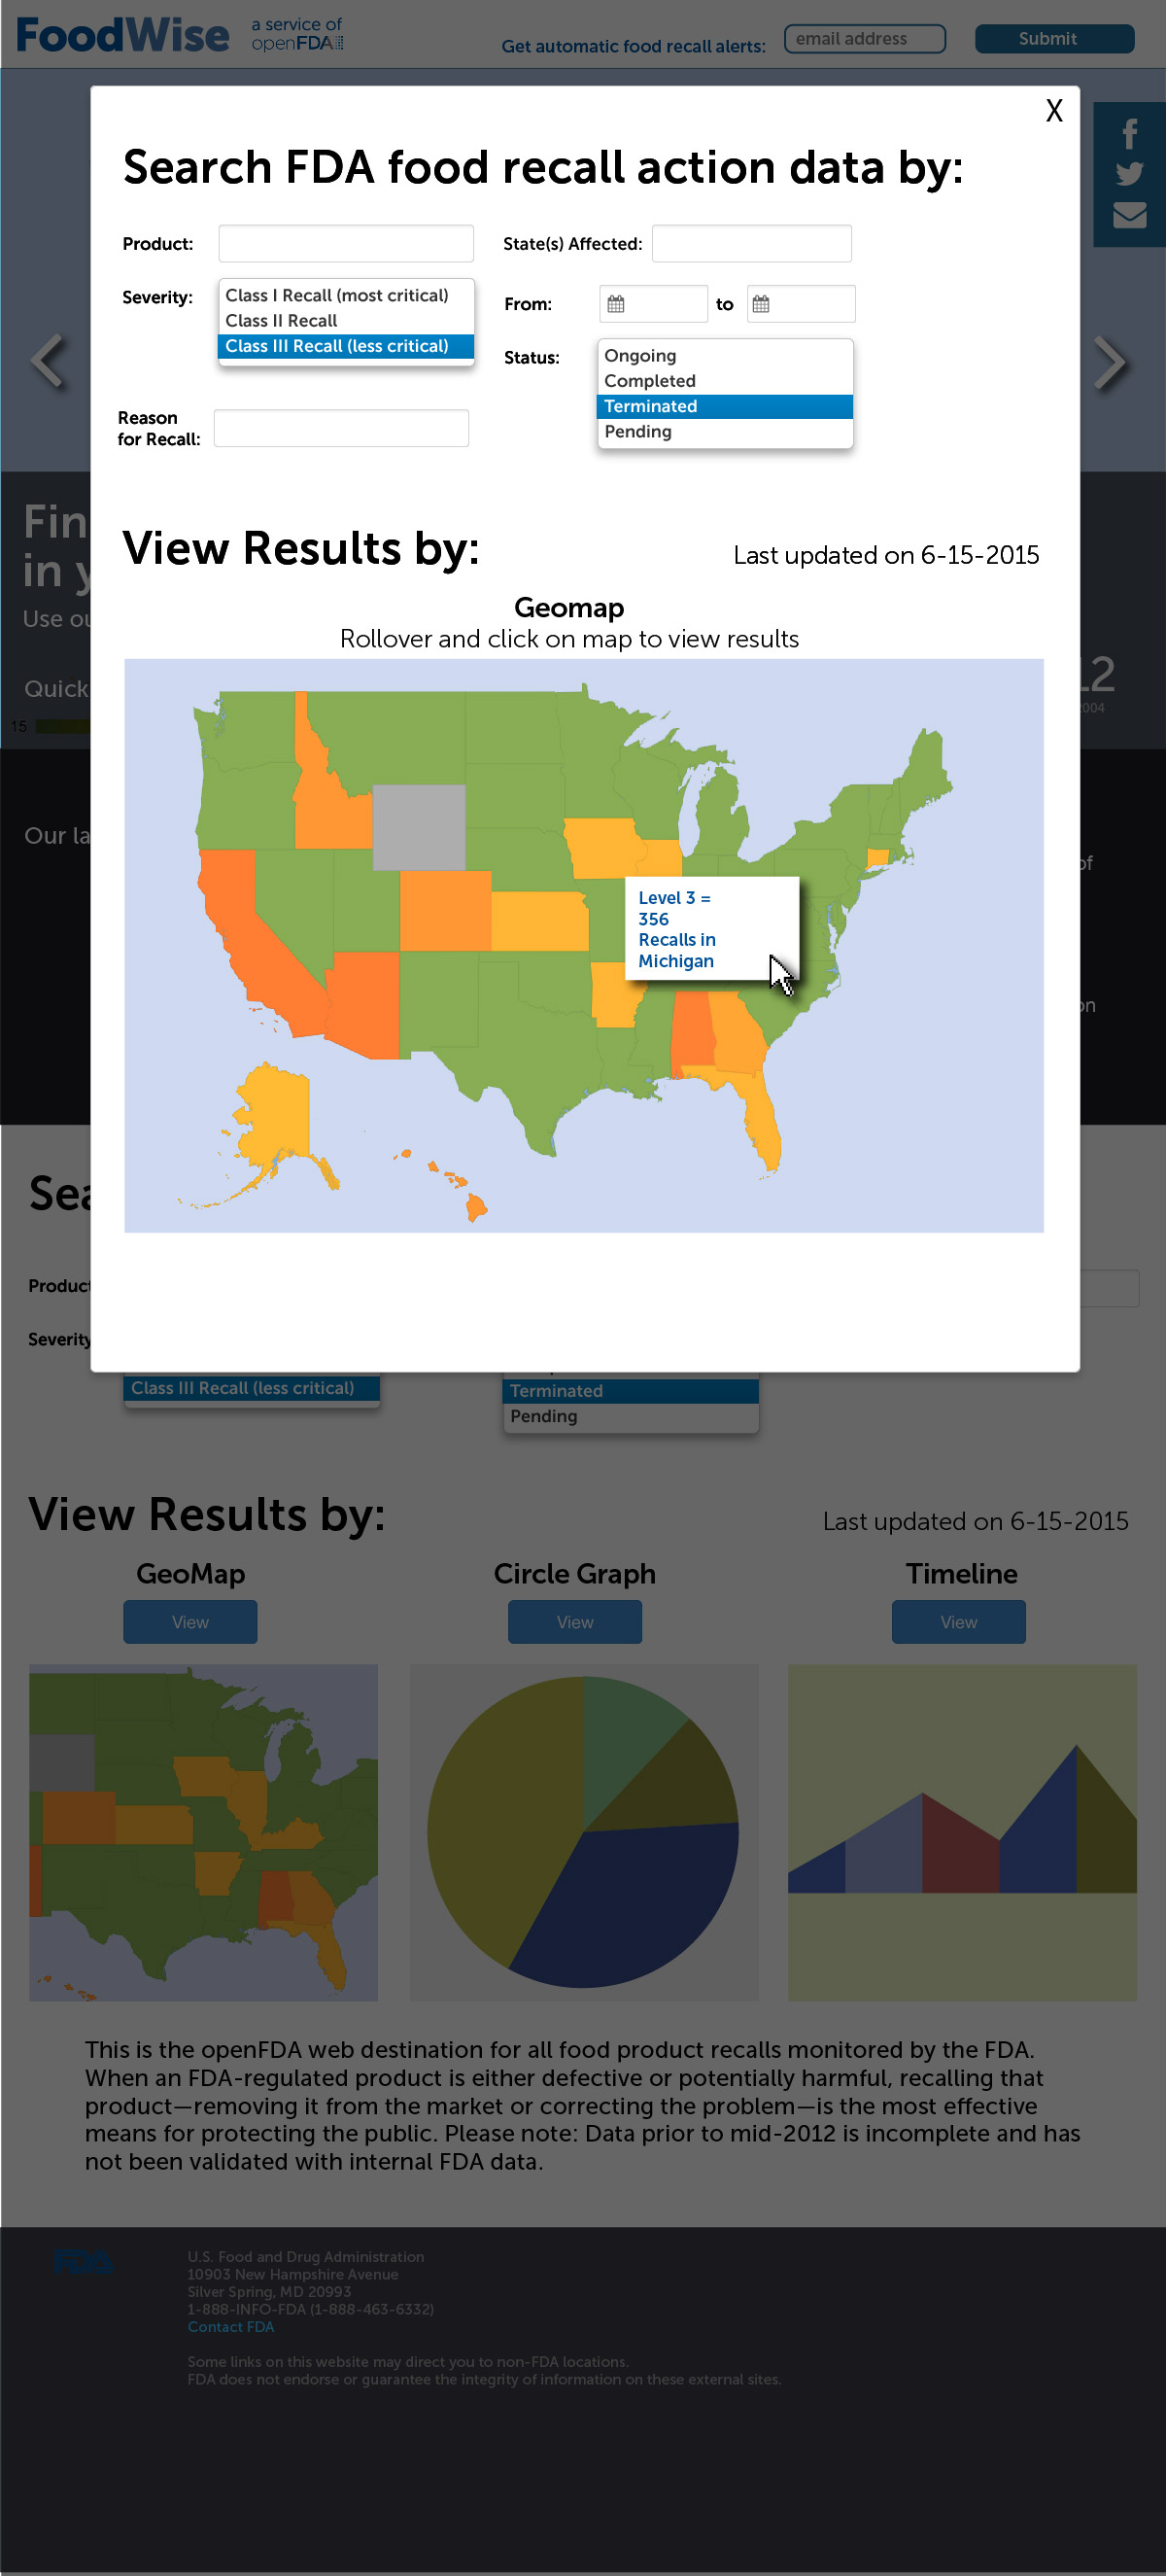 FoodWise
a service of
openFDA
Get automatic food recall alerts:
email address
Submit
X
Search FDA food recall action data by:
Product:
State(s) Affected:
Severity:
Class I Recall (most critical)
Class II Recall
Class III Recall (less critical)
From:
to
Status:
Ongoing
Completed
Terminated
Pending
Reason
for Recall:
Fin
in y
Use ou
Quick
15
12
2004
View Results by:
Last updated on 6-15-2015
Geomap
Rollover and click on map to view results
Level 3 =
356
Recalls in
Michigan
Our la
of
on
Sea
Product
Severity
Class III Recall (less critical)
Terminated
Pending
View Results by:
Last updated on 6-15-2015
GeoMap
Circle Graph
Timeline
View
View
View
This is the openFDA web destination for all food product recalls monitored by the FDA.
When an FDA-regulated product is either defective or potentially harmful, recalling that
product—removing it from the market or correcting the problem—is the most effective
means for protecting the public. Please note: Data prior to mid-2012 is incomplete and has
not been validated with internal FDA data.
FDA
U.S. Food and Drug Administration
10903 New Hampshire Avenue
Silver Spring, MD 20993
1-888-INFO-FDA (1-888-463-6332)
Contact FDA
Some links on this website may direct you to non-FDA locations.
FDA does not endorse or guarantee the integrity of information on these external sites.